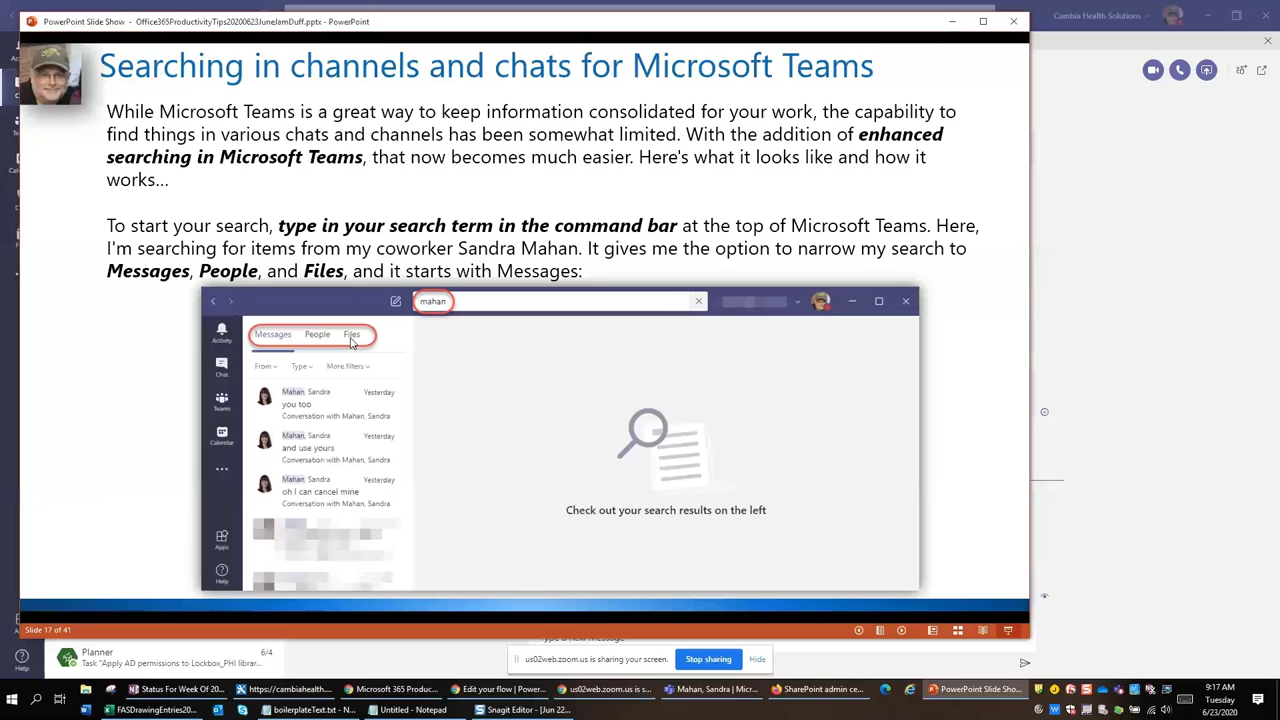 PowerPoint Slide Show - Office365ProductivityTips20200623JuneJamDuff.pptx - PowerPoint
Cambia Health Solutions
Searching in channels and chats for Microsoft Teams
While Microsoft Teams is a great way to keep information consolidated for your work, the capability to
find things in various chats and channels has been somewhat limited. With the addition of enhanced
searching in Microsoft Teams, that now becomes much easier. Here's what it looks like and how it
works...
To start your search, type in your search term in the command bar at the top of Microsoft Teams. Here,
I'm searching for items from my coworker Sandra Mahan. It gives me the option to narrow my search to
Messages, People, and Files, and it starts with Messages:
mahan
Activity
Chat
Teams
Calendar
Apps
Help
Messages People Files
From Type More filters
Mahan, Sandra Yesterday
you too
Conversation with Mahan, Sandra
Mahan, Sandra Yesterday
and use yours
Conversation with Mahan, Sandra
Mahan, Sandra Yesterday
oh I can cancel mine
Conversation with Mahan, Sandra
Check out your search results on the left
Slide 17 of 41
Help
Planner 6/4
Task "Apply AD permissions to Lockbox_PHI librar...
us02web.zoom.us is sharing your screen. Stop sharing Hide
Status For Week Of 20... https://cambiahealth... Microsoft 365 Produc... Edit your flow | Powe... us02web.zoom.us is s... Mahan, Sandra | Micr... SharePoint admin ce... PowerPoint Slide Sho...
FASDrawingEntries20... boilerplateText.txt - N... Untitled - Notepad Snagit Editor - [Jun 22...
9:17 AM
Tuesday
6/23/2020